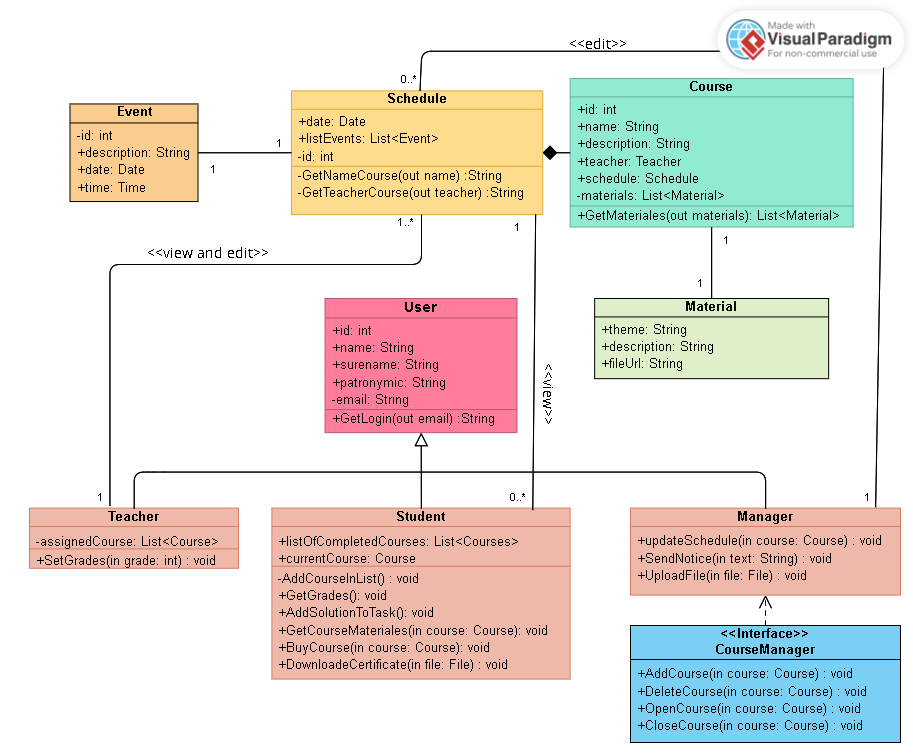 Made with
VisualParadigm
For non-commercial use
<<edit>>
0..*
Event
-id: int
+description: String
+date: Date
+time: Time
1
1
Schedule
+date: Date
+listEvents: List<Event>
-id: int
-GetNameCourse(out name) :String
-GetTeacherCourse(out teacher) :String
Course
+id: int
+name: String
+description: String
+teacher: Teacher
+schedule: Schedule
-materials: List<Material>
+GetMateriales(out materials): List<Material>
1..*
1
1
<<view and edit>>
1
Material
+theme: String
+description: String
+fileUrl: String
User
+id: int
+name: String
+surename: String
+patronymic: String
-email: String
+GetLogin(out email) :String
<<view>>
1
0..*
1
Teacher
-assignedCourse: List<Course>
+SetGrades(in grade: int) : void
Student
+listOfCompletedCourses: List<Courses>
+currentCourse: Course
-AddCourseInList() : void
+GetGrades(): void
+AddSolutionToTask(): void
+GetCourseMateriales(in course: Course): void
+BuyCourse(in course: Course): void
+DownloadeCertificate(in file: File) : void
Manager
+updateSchedule(in course: Course) : void
+SendNotice(in text: String) : void
+UploadFile(in file: File) : void
<<Interface>>
CourseManager
+AddCourse(in course: Course) : void
+DeleteCourse(in course: Course) : void
+OpenCourse(in course: Course) : void
+CloseCourse(in course: Course) : void